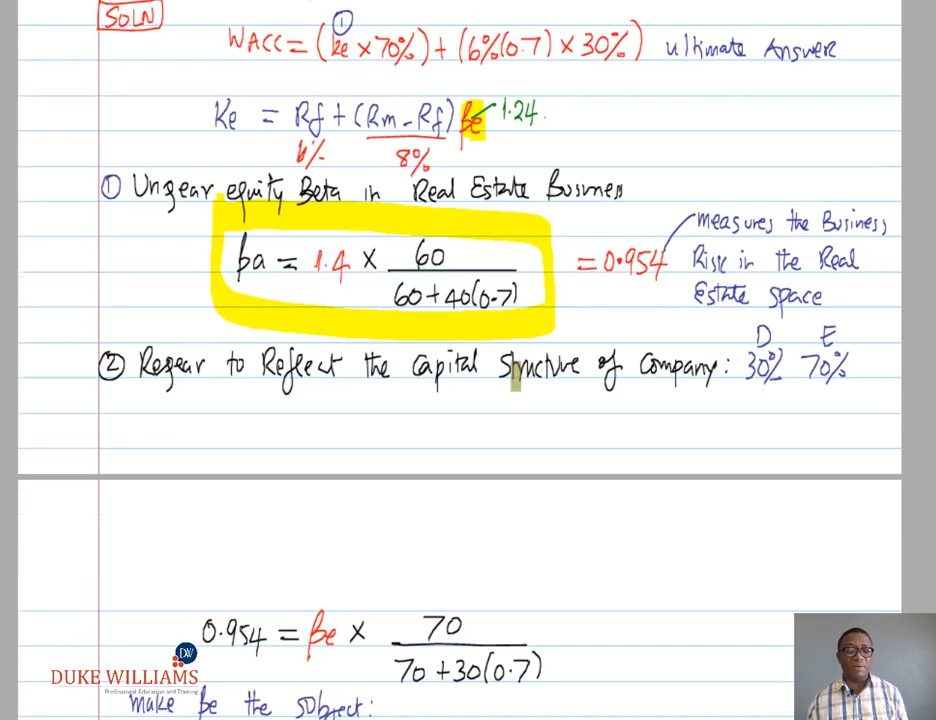 SOLN
①
WACC = (ke × 70%) + (6%(0.7) × 30%) ultimate Answer
Ke = Rf + (Rm - Rf) βe 1.24.
6% 8%
① Ungear equity Beta in Real Estate Business
βa = 1.4 × 60 / 60 + 40(0.7) = 0.954
measures the Business
Risk in the Real
Estate space
② Regear to Reflect the Capital Structure of Company: D 30% E 70%
0.954 = βe × 70 / 70 + 30(0.7)
DW
DUKE WILLIAMS
Professional Education and Training
make βe the subject: